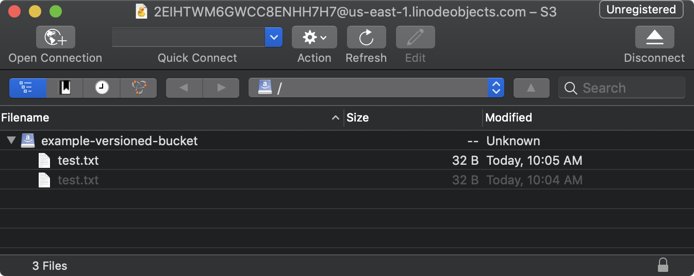 2EIHTWM6GWCC8ENHH7H7@us-east-1.linodeobjects.com – S3
Unregistered
Open Connection
Quick Connect
Action
Refresh
Edit
Disconnect
/
Search
Filename Size Modified
example-versioned-bucket -- Unknown
test.txt 32 B Today, 10:05 AM
test.txt 32 B Today, 10:04 AM
3 Files